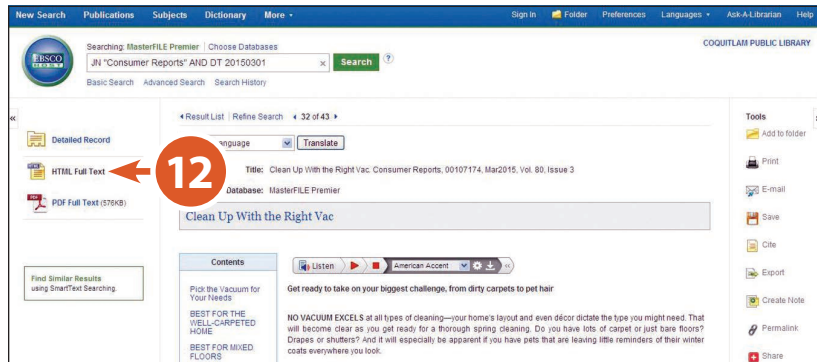 New Search Publications Subjects Dictionary More
Sign In Folder Preferences Languages Ask-A-Librarian Help
EBSCO
HOST
Searching: MasterFILE Premier Choose Databases
COQUITLAM PUBLIC LIBRARY
JN "Consumer Reports" AND DT 20150301 × Search ?
Basic Search Advanced Search Search History
«
Result List Refine Search 32 of 43
Detailed Record
HTML Full Text
PDF
PDF Full Text (576KB)
Find Similar Results
using SmartText Searching.
12
anguage Translate
Title: Clean Up With the Right Vac. Consumer Reports, 00107174, Mar2015, Vol. 80, Issue 3
Database: MasterFILE Premier
Clean Up With the Right Vac
Contents
Pick the Vacuum for
Your Needs
BEST FOR THE
WELL-CARPETED
HOME
BEST FOR MIXED
FLOORS
Listen American Accent «
Get ready to take on your biggest challenge, from dirty carpets to pet hair
NO VACUUM EXCELS at all types of cleaning—your home's layout and even décor dictate the type you might need. That
will become clear as you get ready for a thorough spring cleaning. Do you have lots of carpet or just bare floors?
Drapes or shutters? And it will especially be apparent if you have pets that are leaving little reminders of their winter
coats everywhere you look.
Tools
Add to folder
Print
E-mail
Save
Cite
Export
Create Note
Permalink
Share